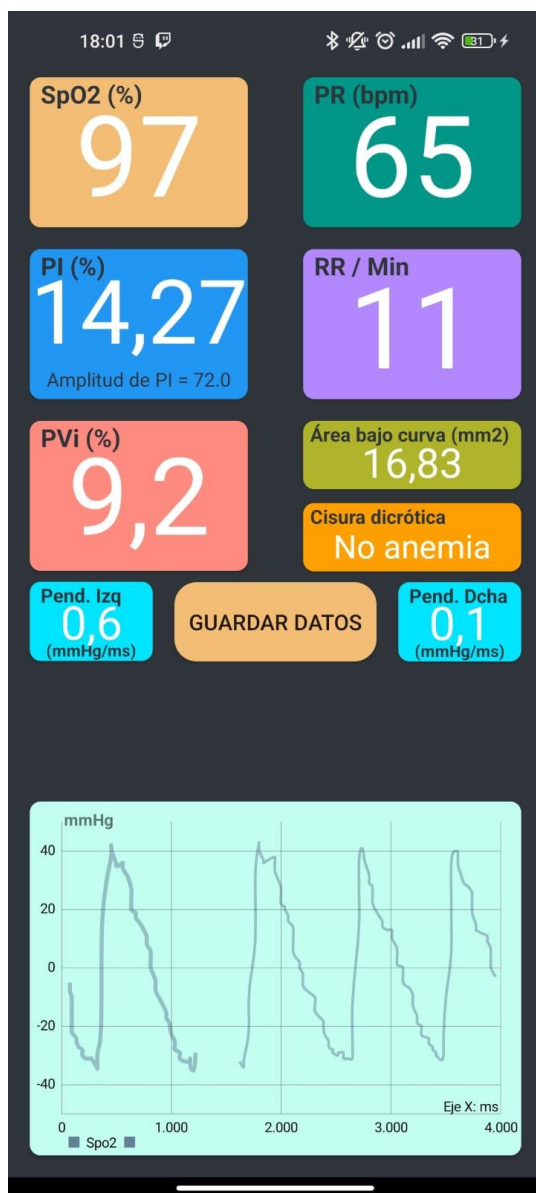 18:01
31
SpO2 (%)
97
PR (bpm)
65
PI (%)
14,27
Amplitud de PI = 72.0
RR / Min
11
PVi (%)
9,2
Área bajo curva (mm2)
16,83
Cisura dicrótica
No anemia
Pend. Izq
0,6
(mmHg/ms)
GUARDAR DATOS
Pend. Dcha
0,1
(mmHg/ms)
mmHg
40
20
0
-20
-40
Eje X: ms
0 1.000 2.000 3.000 4.000
Spo2